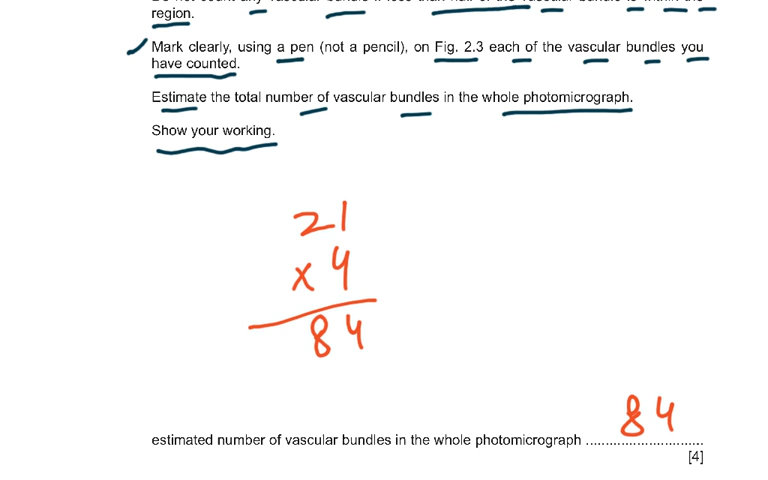 region.
Mark clearly, using a pen (not a pencil), on Fig. 2.3 each of the vascular bundles you
have counted.
Estimate the total number of vascular bundles in the whole photomicrograph.
Show your working.
21
x 4
84
84
estimated number of vascular bundles in the whole photomicrograph ..............................
[4]